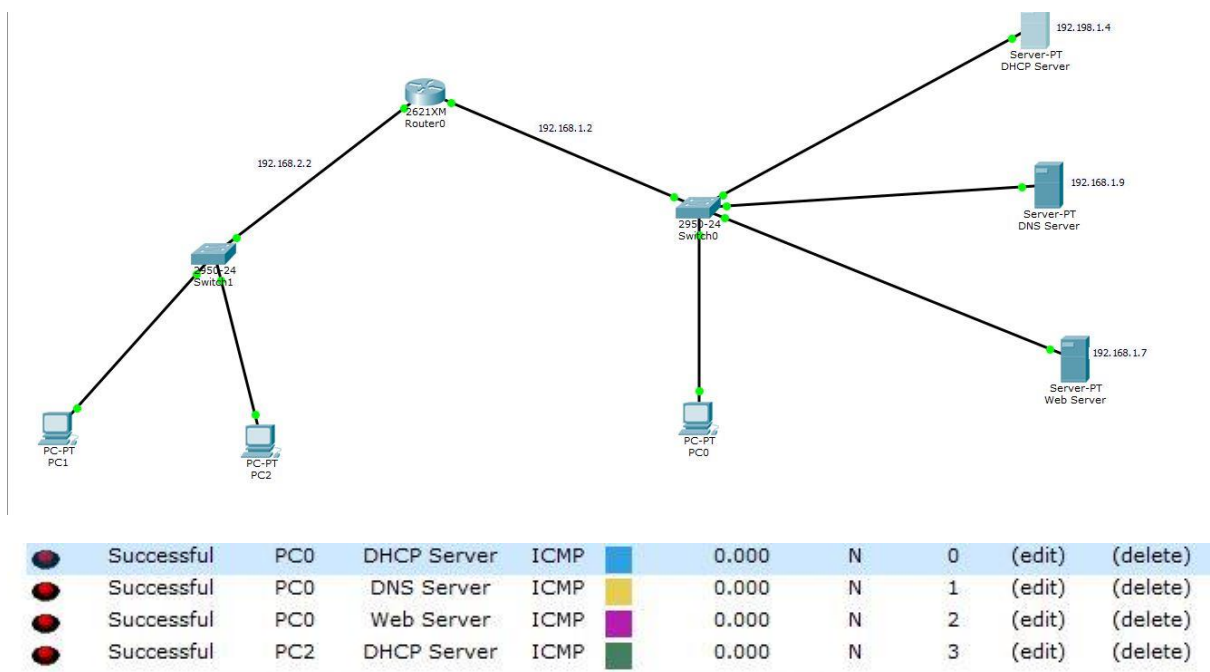 192.198.1.4
Server-PT
DHCP Server
2621XM
Router0
192.168.1.2
192.168.2.2
192.168.1.9
Server-PT
DNS Server
2950-24
Switch0
2950-24
Switch1
192.168.1.7
Server-PT
Web Server
PC-PT
PC1
PC-PT
PC2
PC-PT
PC0
Successful PC0 DHCP Server ICMP 0.000 N 0 (edit) (delete)
Successful PC0 DNS Server ICMP 0.000 N 1 (edit) (delete)
Successful PC0 Web Server ICMP 0.000 N 2 (edit) (delete)
Successful PC2 DHCP Server ICMP 0.000 N 3 (edit) (delete)